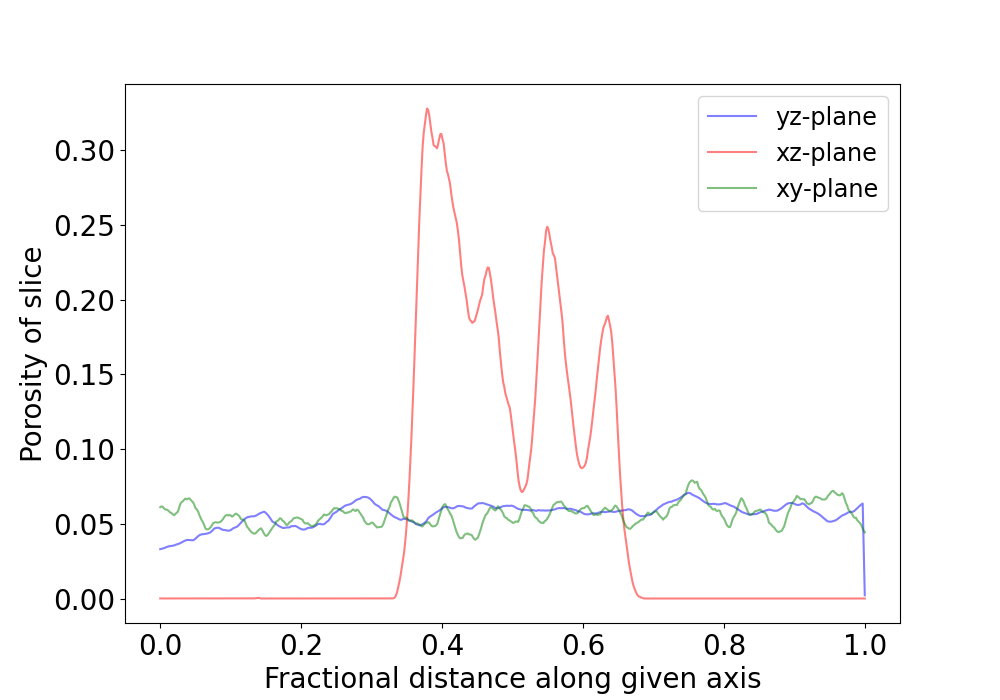 yz-plane
xz-plane
xy-plane
Porosity of slice
0.30
0.25
0.20
0.15
0.10
0.05
0.00
0.0 0.2 0.4 0.6 0.8 1.0
Fractional distance along given axis